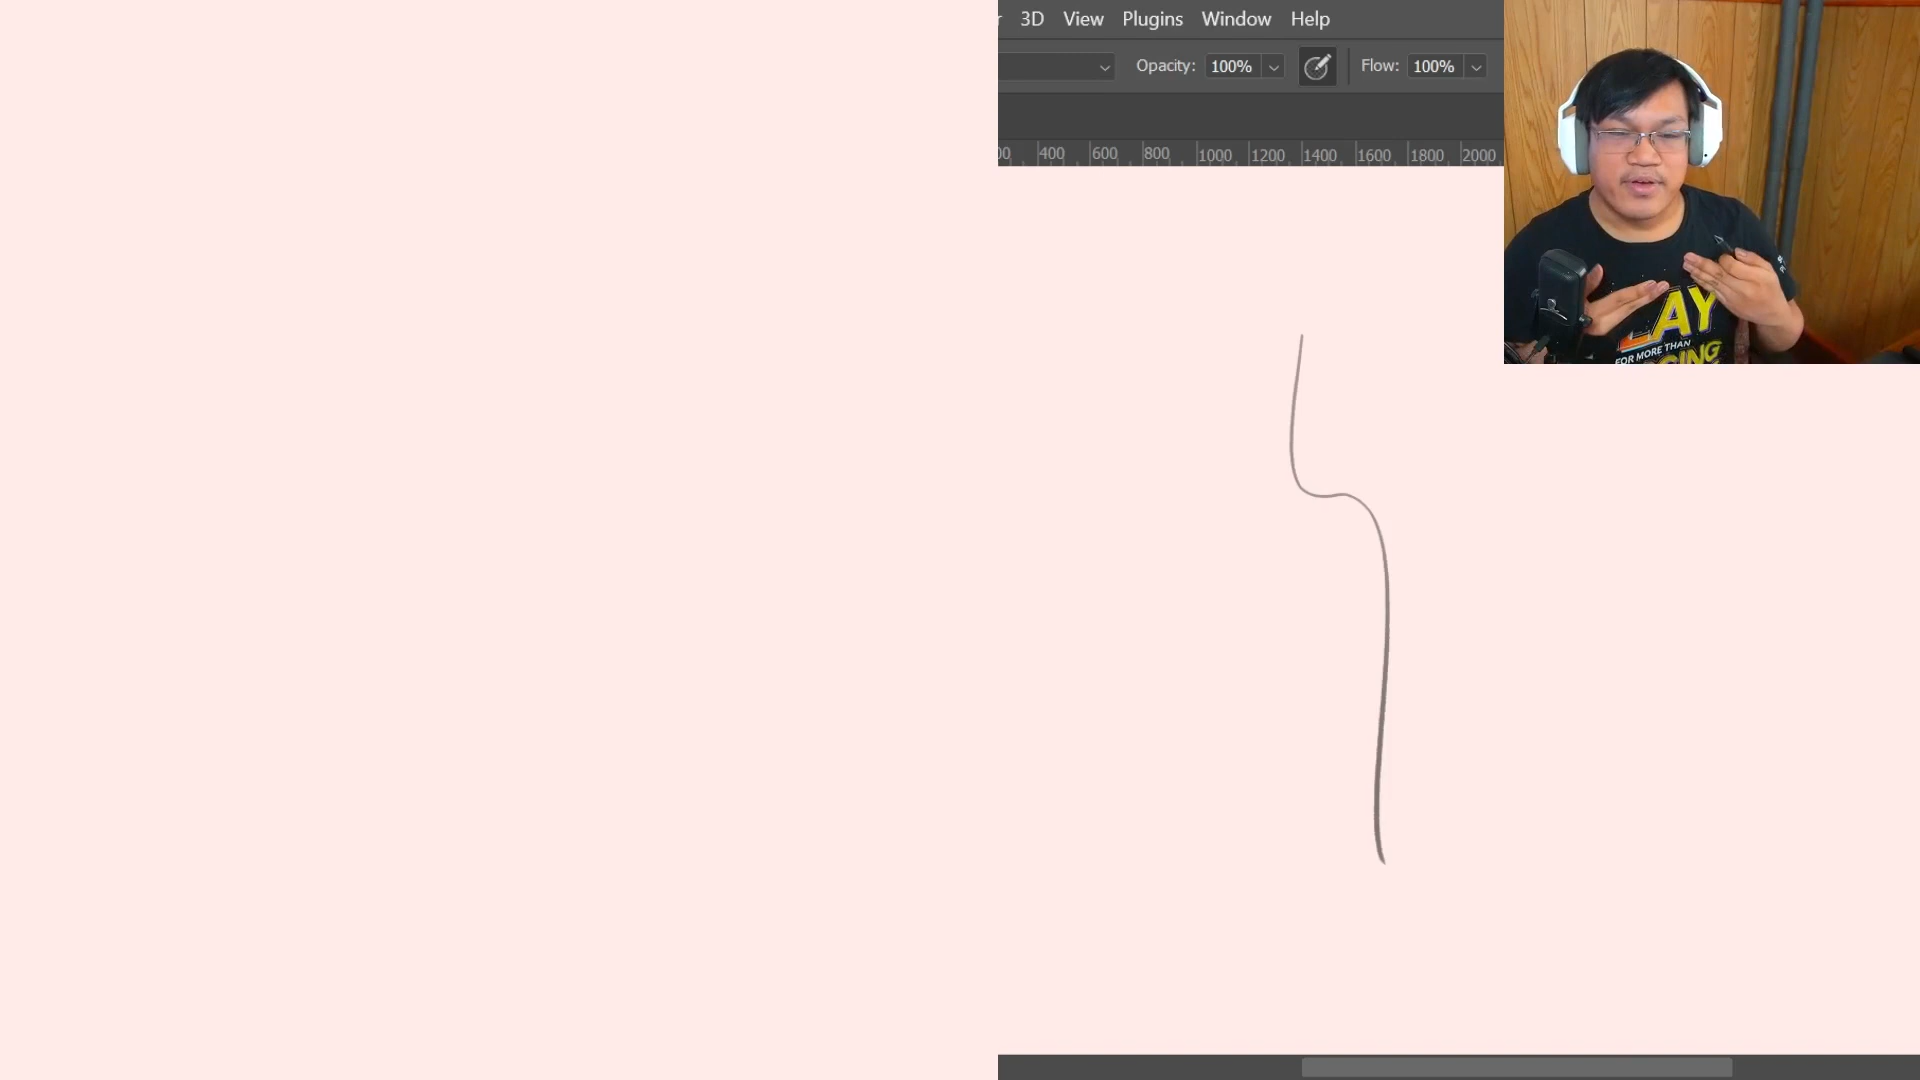 3D View Plugins Window Help
Opacity: 100% Flow: 100%
400 600 800 1000 1200 1400 1600 1800 2000
LAY
FOR MORE THAN